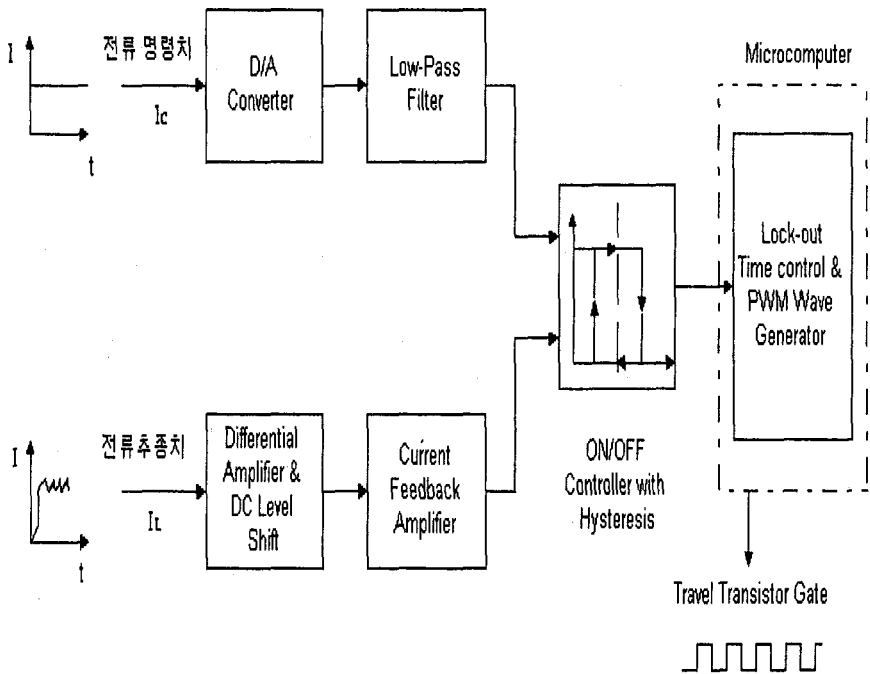 I
전류 명령치
Ic
t
D/A
Converter
Low-Pass
Filter
Microcomputer
Lock-out
Time control &
PWM Wave
Generator
I
전류추종치
IL
t
Differential
Amplifier &
DC Level
Shift
Current
Feedback
Amplifier
ON/OFF
Controller with
Hysteresis
Travel Transistor Gate